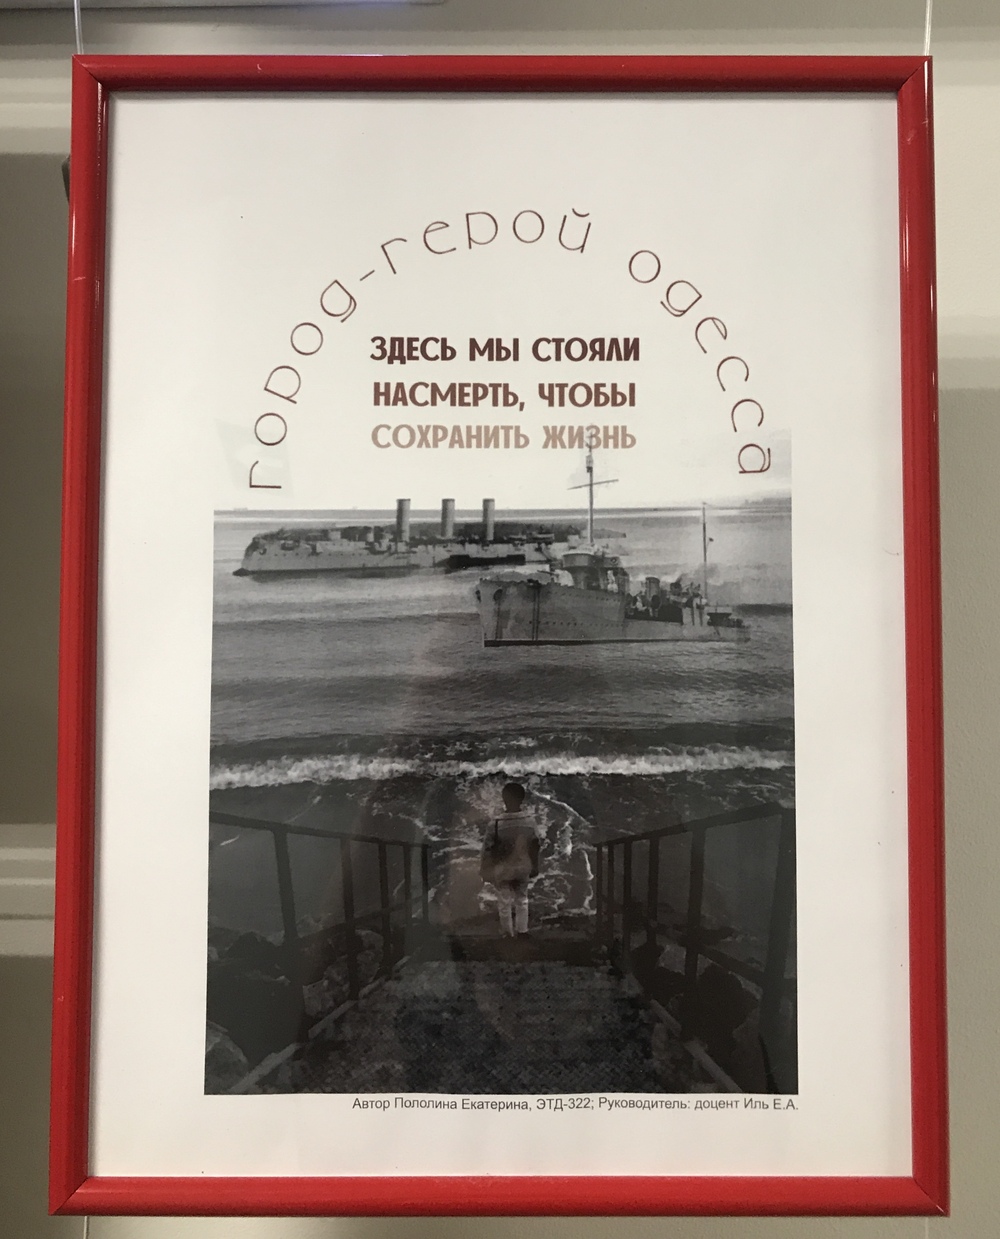 город-герой одесса
ЗДЕСЬ МЫ СТОЯЛИ
НАСМЕРТЬ, ЧТОБЫ
СОХРАНИТЬ ЖИЗНЬ
Автор Пололина Екатерина, ЭТД-322; Руководитель: доцент Иль Е.А.